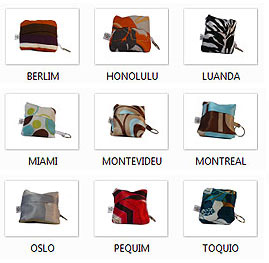 BERLIM HONOLULU LUANDA
MIAMI MONTEVIDEU MONTREAL
OSLO PEQUIM TOQUIO